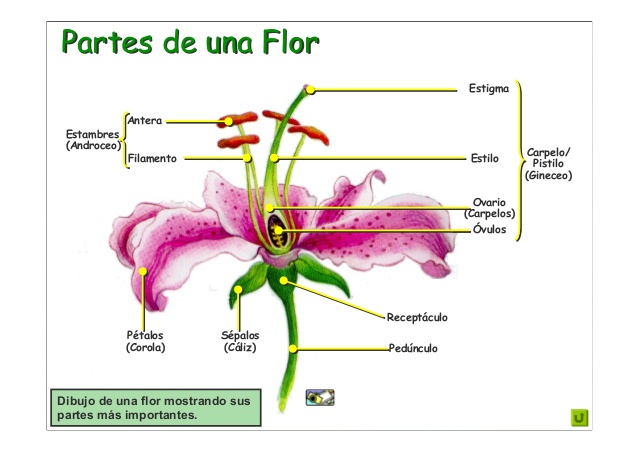 Partes de una Flor
Estigma
Antera
Estambres
(Androceo)
Filamento
Estilo
Carpelo/
Pistilo
(Gineceo)
Ovario
(Carpelos)
Óvulos
Receptáculo
Pétalos
(Corola)
Sépalos
(Cáliz)
Pedúnculo
Dibujo de una flor mostrando sus
partes más importantes.